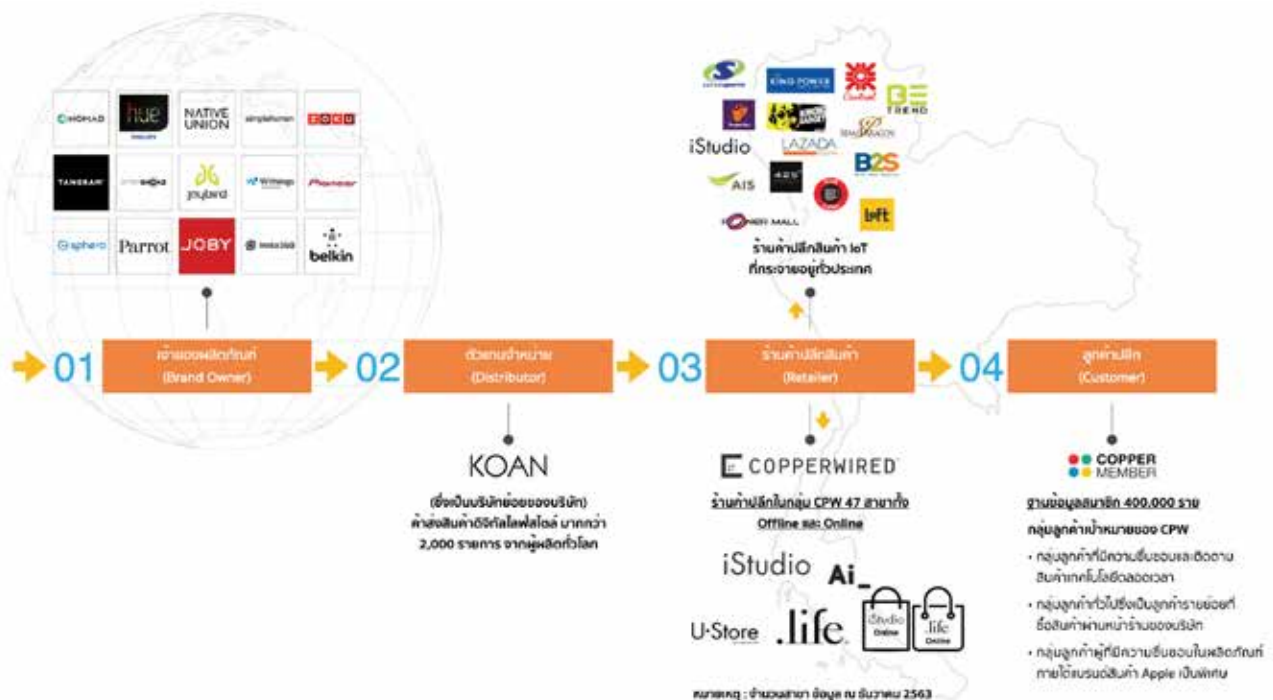 NOMAD
hue
NATIVE
UNION
simplehuman
ZOKU
TANGRAM
jaybird
Withings
Pioneer
sphero
Parrot
JOBY
Insta360
belkin
KING POWER
Central
BE
TREND
iStudio
LAZADA
B2S
AIS
425°
POWER MALL
Loft
ร้านค้าปลีกสินค้า IoT
ที่กระจายอยู่ทั่วประเทศ
01
เจ้าของผลิตภัณฑ์
(Brand Owner)
02
ตัวแทนจำหน่าย
(Distributor)
03
ร้านค้าปลีกสินค้า
(Retailer)
04
ลูกค้าปลีก
(Customer)
KOAN
(ซึ่งเป็นบริษัทย่อยของบริษัท)
ค้าส่งสินค้าดิจิทัลไลฟ์สไตล์ มากกว่า
2,000 รายการ จากผู้ผลิตทั่วโลก
COPPERWIRED
ร้านค้าปลีกในกลุ่ม CPW 47 สาขาทั้ง
Offline และ Online
iStudio
Ai_
U•Store
.life
iStudio
Online
.life
Online
หมายเหตุ : จำนวนสาขา ข้อมูล ณ ธันวาคม 2563
COPPER
MEMBER
ฐานข้อมูลสมาชิก 400,000 ราย
กลุ่มลูกค้าเป้าหมายของ CPW
• กลุ่มลูกค้าที่มีความชื่นชอบและติดตาม
สินค้าเทคโนโลยีตลอดเวลา
• กลุ่มลูกค้าทั่วไปซึ่งเป็นลูกค้ารายย่อยที่
ซื้อสินค้าผ่านหน้าร้านของบริษัท
• กลุ่มลูกค้าผู้ที่มีความชื่นชอบในผลิตภัณฑ์
ภายใต้แบรนด์สินค้า Apple เป็นพิเศษ